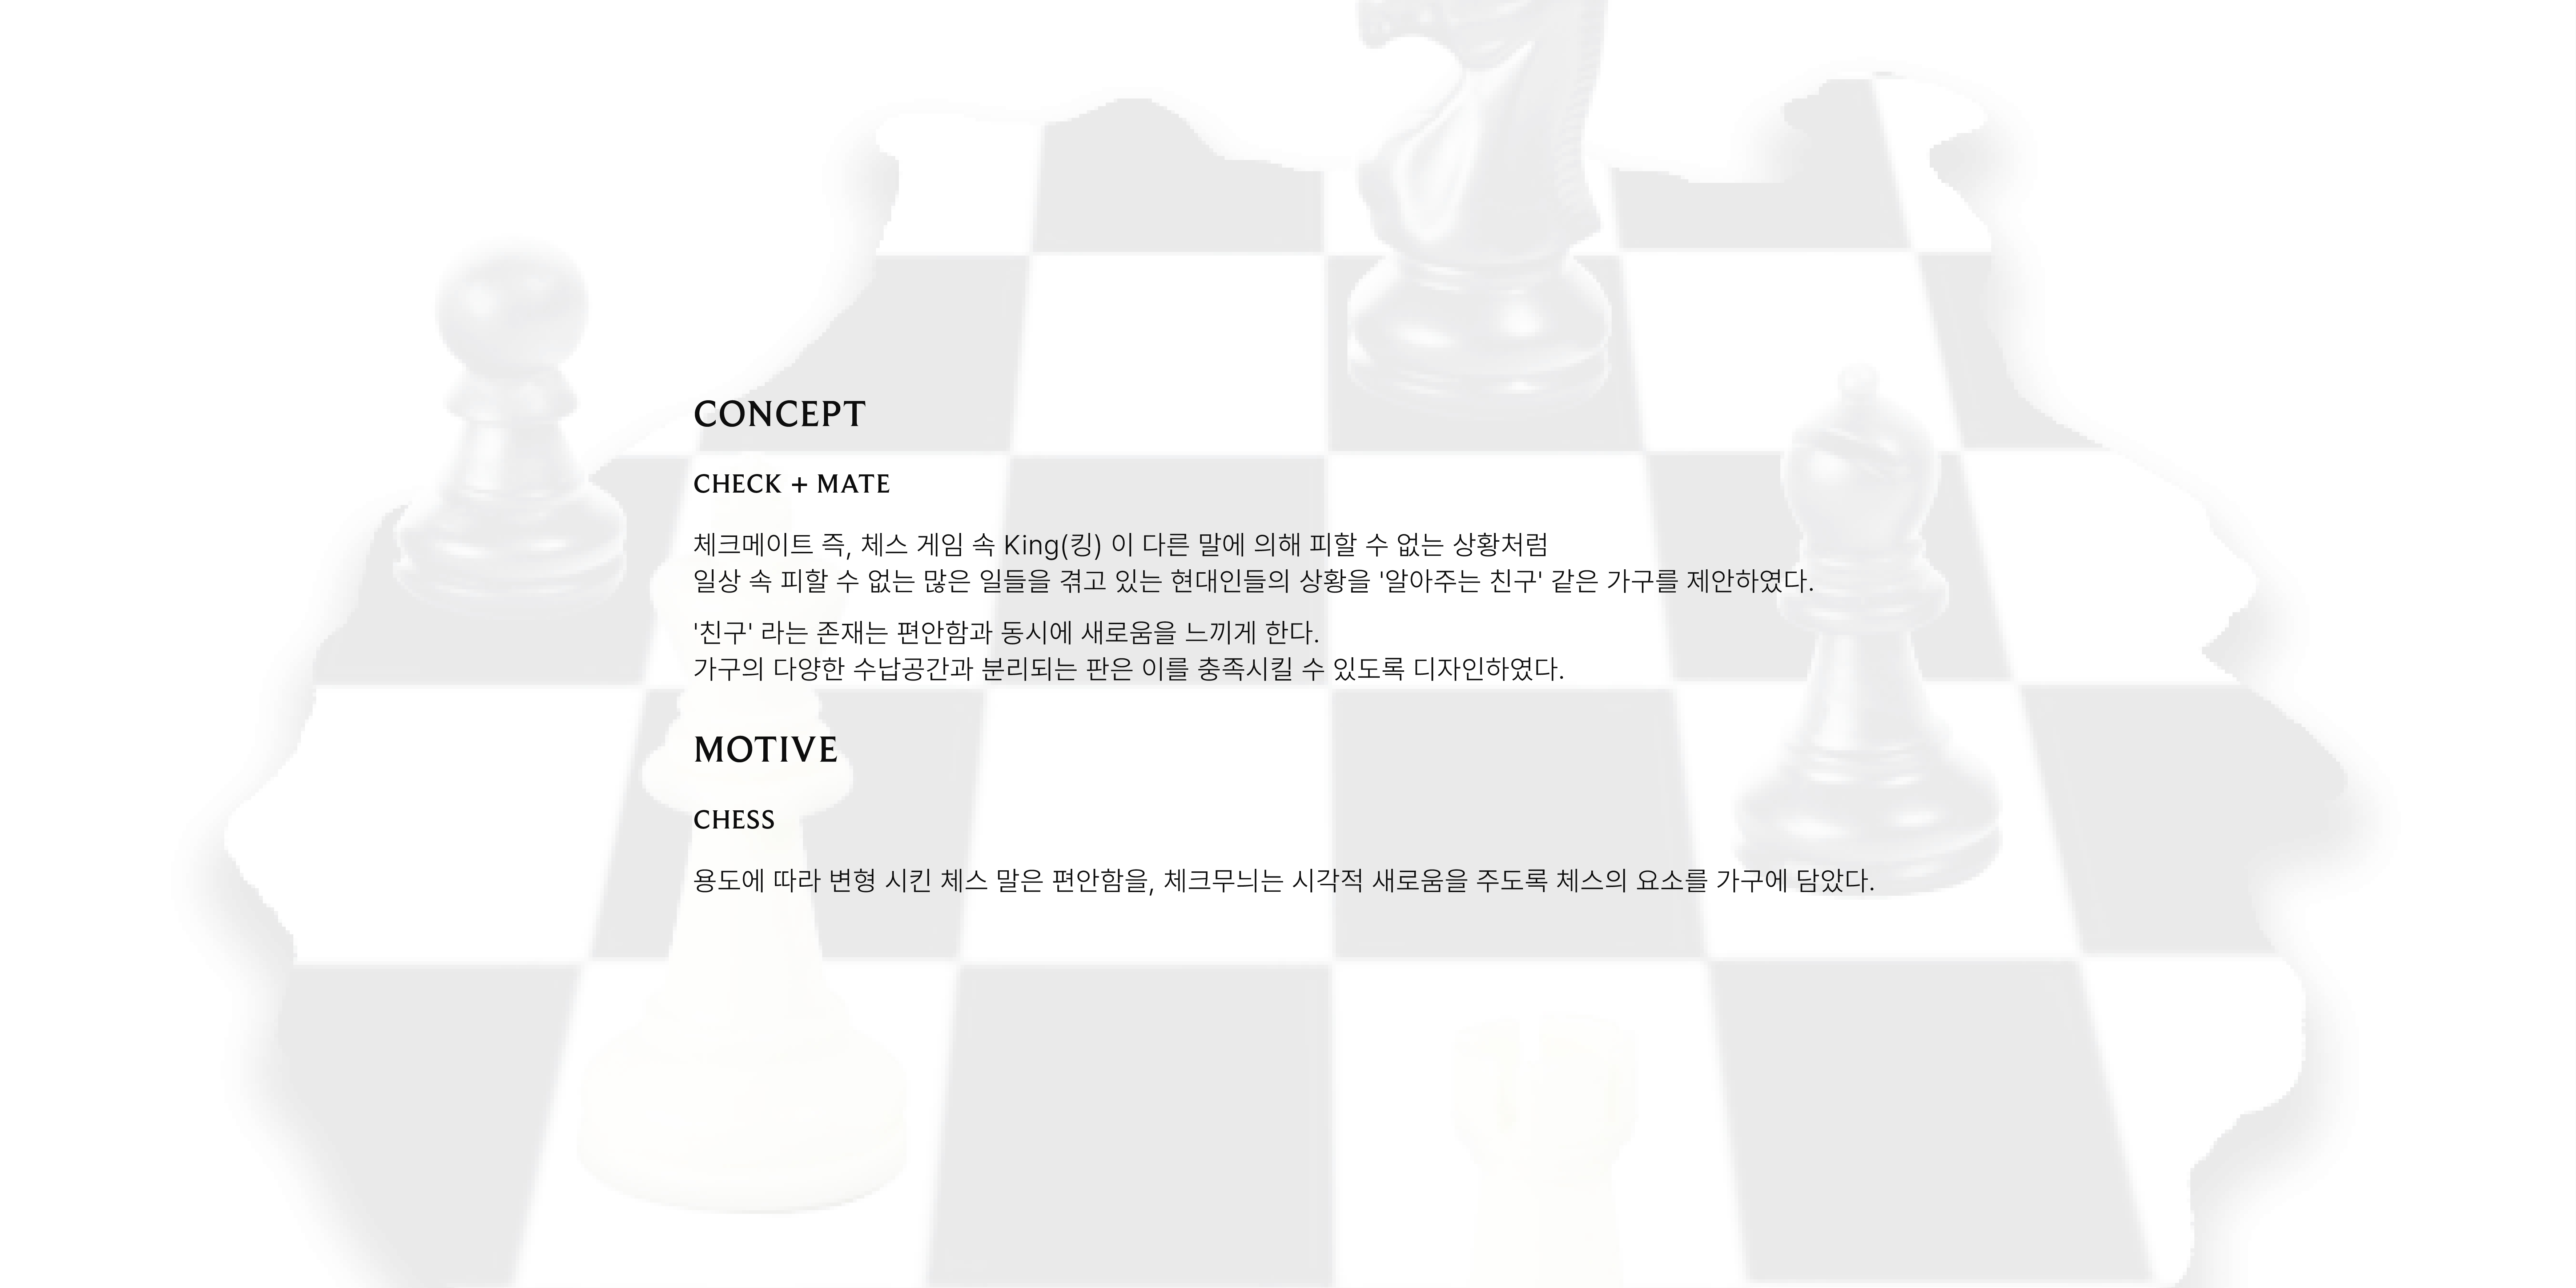 CONCEPT
CHECK + MATE
체크메이트 즉, 체스 게임 속 King(킹) 이 다른 말에 의해 피할 수 없는 상황처럼
일상 속 피할 수 없는 많은 일들을 겪고 있는 현대인들의 상황을 '알아주는 친구' 같은 가구를 제안하였다.
'친구' 라는 존재는 편안함과 동시에 새로움을 느끼게 한다.
가구의 다양한 수납공간과 분리되는 판은 이를 충족시킬 수 있도록 디자인하였다.
MOTIVE
CHESS
용도에 따라 변형 시킨 체스 말은 편안함을, 체크무늬는 시각적 새로움을 주도록 체스의 요소를 가구에 담았다.